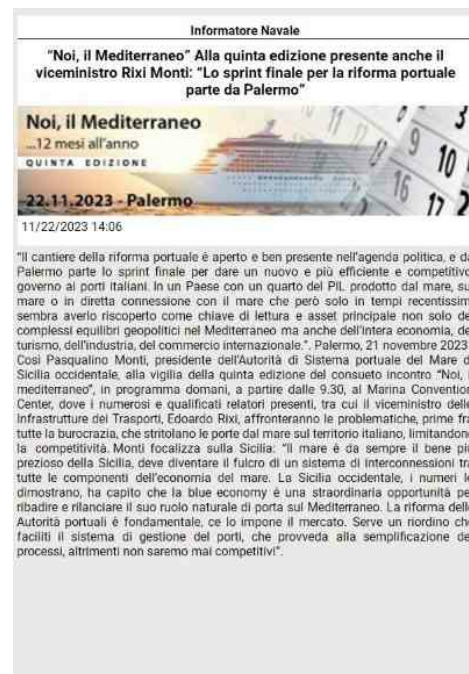 Informatore Navale
“Noi, il Mediterraneo” Alla quinta edizione presente anche il
viceministro Rixi Monti: “Lo sprint finale per la riforma portuale
parte da Palermo”
Noi, il Mediterraneo
...12 mesi all'anno
QUINTA EDIZIONE
22.11.2023 - Palermo
3
9
10
16
17
11/22/2023 14:06
"Il cantiere della riforma portuale è aperto e ben presente nell'agenda politica, e da
Palermo parte lo sprint finale per dare un nuovo e più efficiente e competitivo
governo ai porti italiani. In un Paese con un quarto del PIL prodotto dal mare, su
mare o in diretta connessione con il mare che però solo in tempi recentissim
sembra averlo riscoperto come chiave di lettura e asset principale non solo de
complessi equilibri geopolitici nel Mediterraneo ma anche dell'intera economia, de
turismo, dell'industria, del commercio internazionale.". Palermo, 21 novembre 2023.
Così Pasqualino Monti, presidente dell'Autorità di Sistema portuale del Mare d
Sicilia occidentale, alla vigilia della quinta edizione del consueto incontro “Noi, i
mediterraneo”, in programma domani, a partire dalle 9.30, al Marina Convention
Center, dove i numerosi e qualificati relatori presenti, tra cui il viceministro delle
Infrastrutture dei Trasporti, Edoardo Rixi, affronteranno le problematiche, prime fra
tutte la burocrazia, che stritolano le porte dal mare sul territorio italiano, limitandone
la competitività. Monti focalizza sulla Sicilia: “Il mare è da sempre il bene più
prezioso della Sicilia, deve diventare il fulcro di un sistema di interconnessioni tra
tutte le componenti dell'economia del mare. La Sicilia occidentale, i numeri lo
dimostrano, ha capito che la blue economy è una straordinaria opportunità pe
ribadire e rilanciare il suo ruolo naturale di porta sul Mediterraneo. La riforma delle
Autorità portuali è fondamentale, ce lo impone il mercato. Serve un riordino che
faciliti il sistema di gestione dei porti, che provveda alla semplificazione de
processi, altrimenti non saremo mai competitivi”.